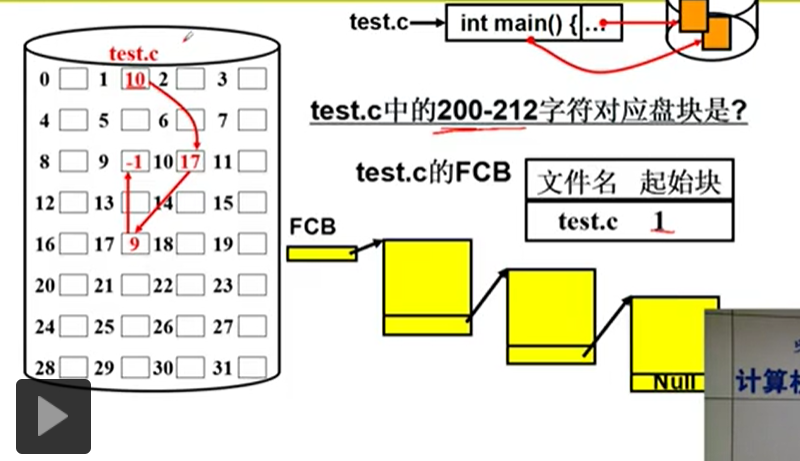 test.c
int main() {
...
test.c
0 1 10 2 3
4 5 6 7
8 9 -1 10 17 11
12 13 14 15
16 17 9 18 19
20 21 22 23
24 25 26 27
28 29 30 31
test.c中的200-212字符对应盘块是?
test.c的FCB
文件名 起始块
test.c 1
FCB
Null
计算